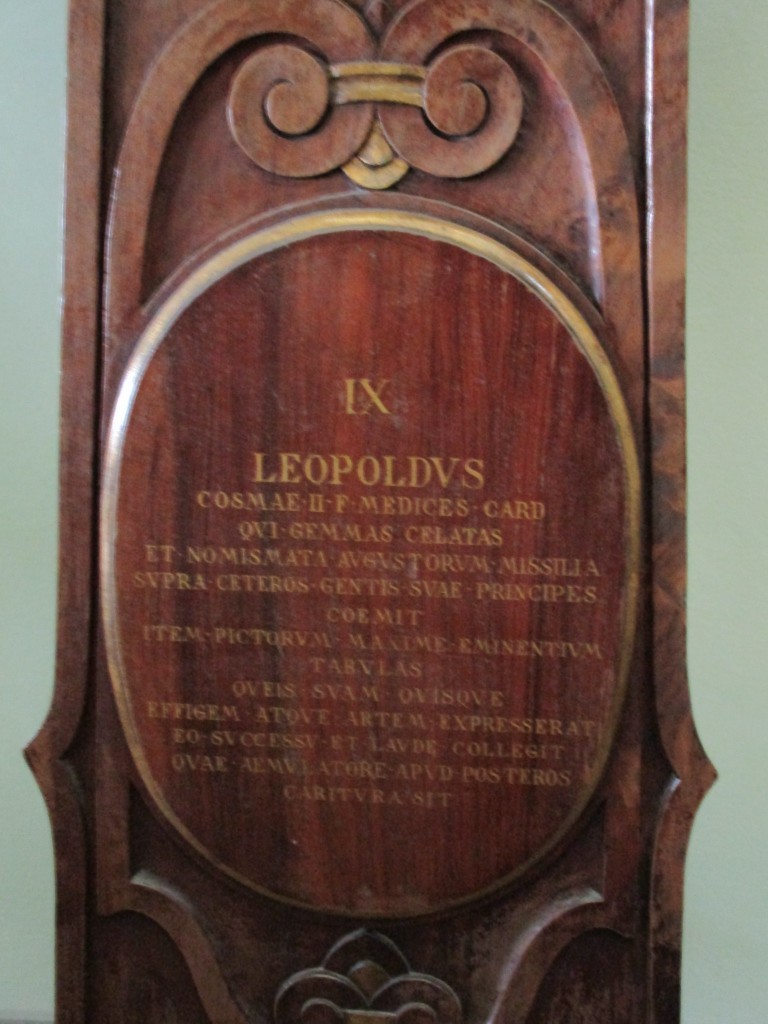 IX
LEOPOLDVS
COSMAE·II·F·MEDICES·CARD
QVI·GEMMAS CELATAS
ET·NOMISMATA AVGVSTORVM·MISSILIA
SVPRA·CETEROS·GENTIS·SVAE·PRINCIPES
COEMIT
ITEM·PICTORVM·MAXIME·EMINENTIVM
TABVLAS
QVEIS SVAM QVISQVE
EFFIGEM·ATQVE ARTEM·EXPRESSERAT
EO·SVCCESSV·ET LAVDE·COLLEGIT
QVAE·AEMVLATORE·APVD·POSTEROS
CARITVRA SIT